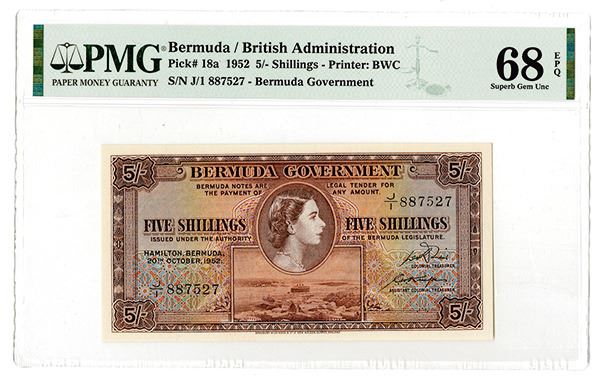 PMG
PAPER MONEY GUARANTY
Bermuda / British Administration
Pick# 18a 1952 5/- Shillings - Printer: BWC
S/N J/1 887527 - Bermuda Government
68
EPQ
Superb Gem Unc
5/-
BERMUDA GOVERNMENT
5/-
BERMUDA NOTES ARE LEGAL TENDER FOR
THE PAYMENT OF ANY AMOUNT.
J/1 887527
FIVE SHILLINGS FIVE SHILLINGS
ISSUED UNDER THE AUTHORITY OF THE BERMUDA LEGISLATURE.
HAMILTON, BERMUDA,
20TH OCTOBER, 1952.
COLONIAL TREASURER
J/1 887527
ASSISTANT COLONIAL TREASURER
5/-
5/-